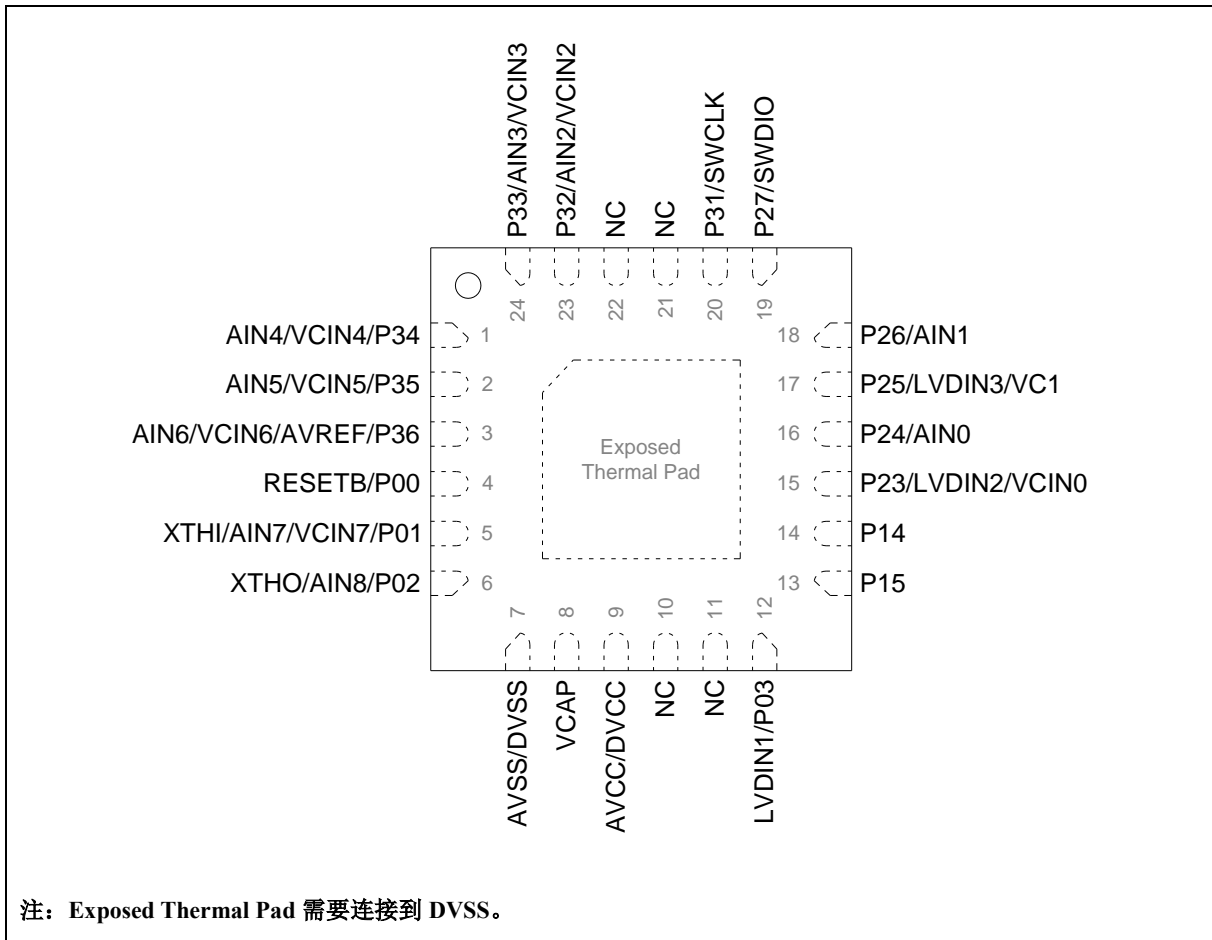 P33/AIN3/VCIN3
P32/AIN2/VCIN2
NC
NC
P31/SWCLK
P27/SWDIO
24
23
22
21
20
19
AIN4/VCIN4/P34
1
18
P26/AIN1
AIN5/VCIN5/P35
2
17
P25/LVDIN3/VC1
AIN6/VCIN6/AVREF/P36
3
16
P24/AIN0
Exposed
Thermal Pad
RESETB/P00
4
15
P23/LVDIN2/VCIN0
XTHI/AIN7/VCIN7/P01
5
14
P14
XTHO/AIN8/P02
6
13
P15
7
8
9
10
11
12
AVSS/DVSS
VCAP
AVCC/DVCC
NC
NC
LVDIN1/P03
注：Exposed Thermal Pad 需要连接到 DVSS。